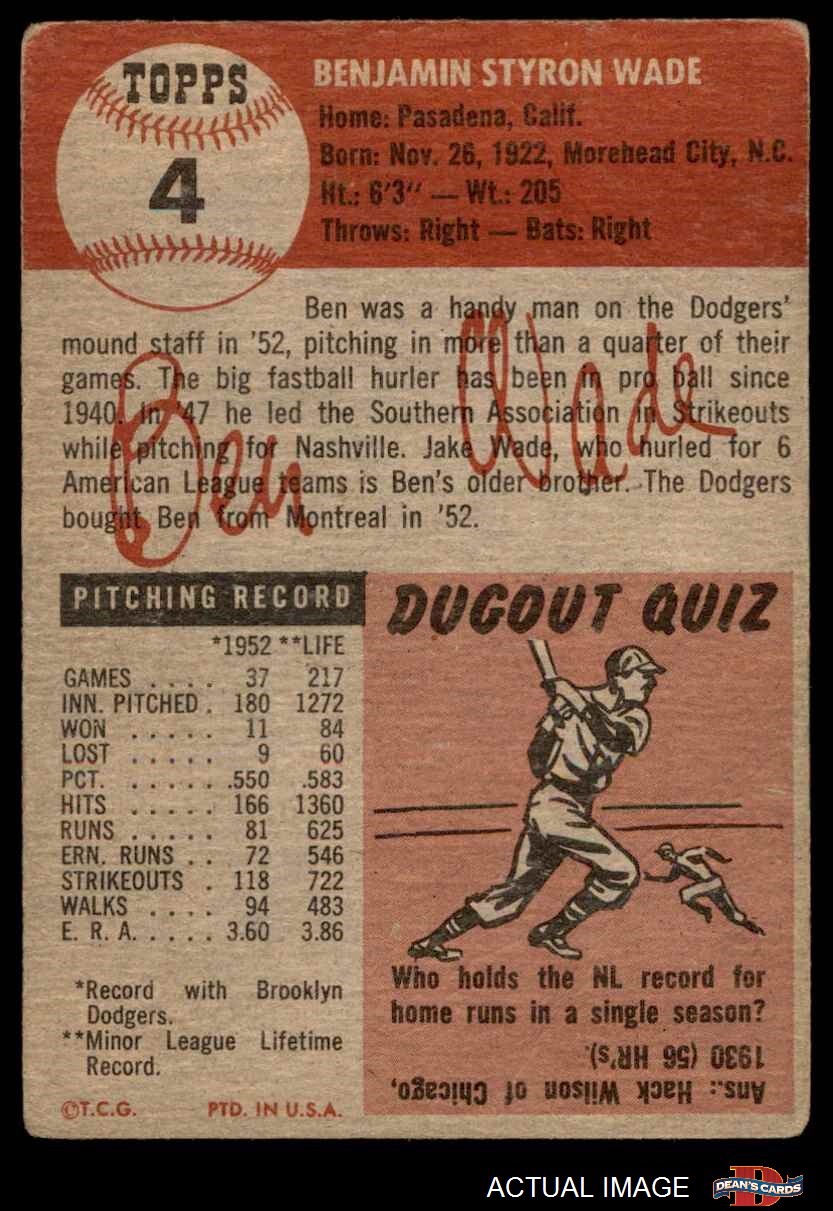 TOPPS
4
BENJAMIN STYRON WADE
Home: Pasadena, Calif.
Born: Nov. 26, 1922, Morehead City, N.C.
Ht.: 6'3" — Wt.: 205
Throws: Right — Bats: Right
Ben was a handy man on the Dodgers'
mound staff in '52, pitching in more than a quarter of their
games. The big fastball hurler has been in pro ball since
1940. In '47 he led the Southern Association in Strikeouts
while pitching for Nashville. Jake Wade, who hurled for 6
American League teams is Ben's older brother. The Dodgers
bought Ben from Montreal in '52.
Ben Wade
PITCHING RECORD
*1952 **LIFE
GAMES . . . . 37 217
INN. PITCHED . 180 1272
WON . . . . . 11 84
LOST . . . . . 9 60
PCT. . . . . . .550 .583
HITS . . . . . 166 1360
RUNS . . . . . 81 625
ERN. RUNS . . 72 546
STRIKEOUTS . 118 722
WALKS . . . . 94 483
E. R. A. . . . . 3.60 3.86
*Record with Brooklyn
Dodgers.
**Minor League Lifetime
Record.
©T.C.G. PTD. IN U.S.A.
DUGOUT QUIZ
Who holds the NL record for
home runs in a single season?
Ans.: Hack Wilson of Chicago,
1930 (56 HR's).
ACTUAL IMAGE
D
DEAN'S CARDS